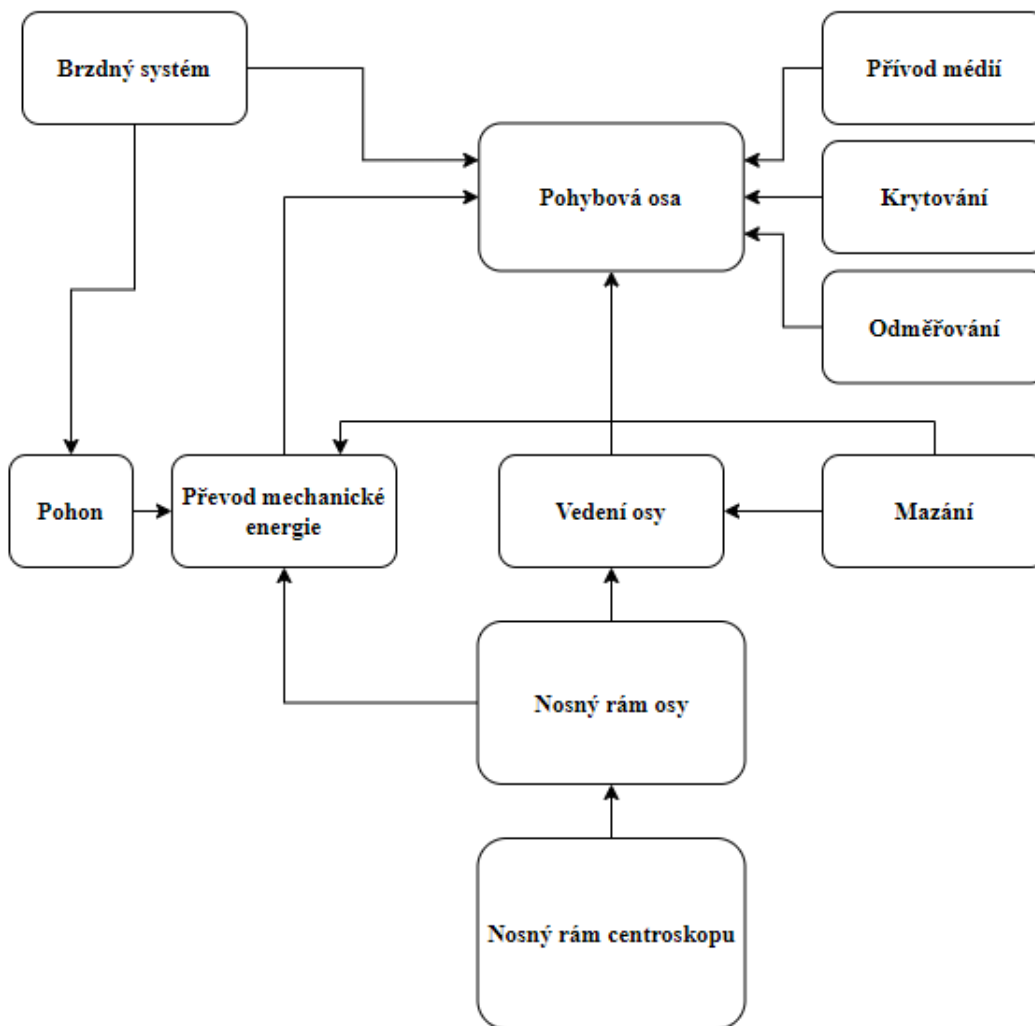 Brzdný systém
Přívod médií
Pohybová osa
Krytování
Odměřování
Pohon
Převod mechanické
energie
Vedení osy
Mazání
Nosný rám osy
Nosný rám centroskopu